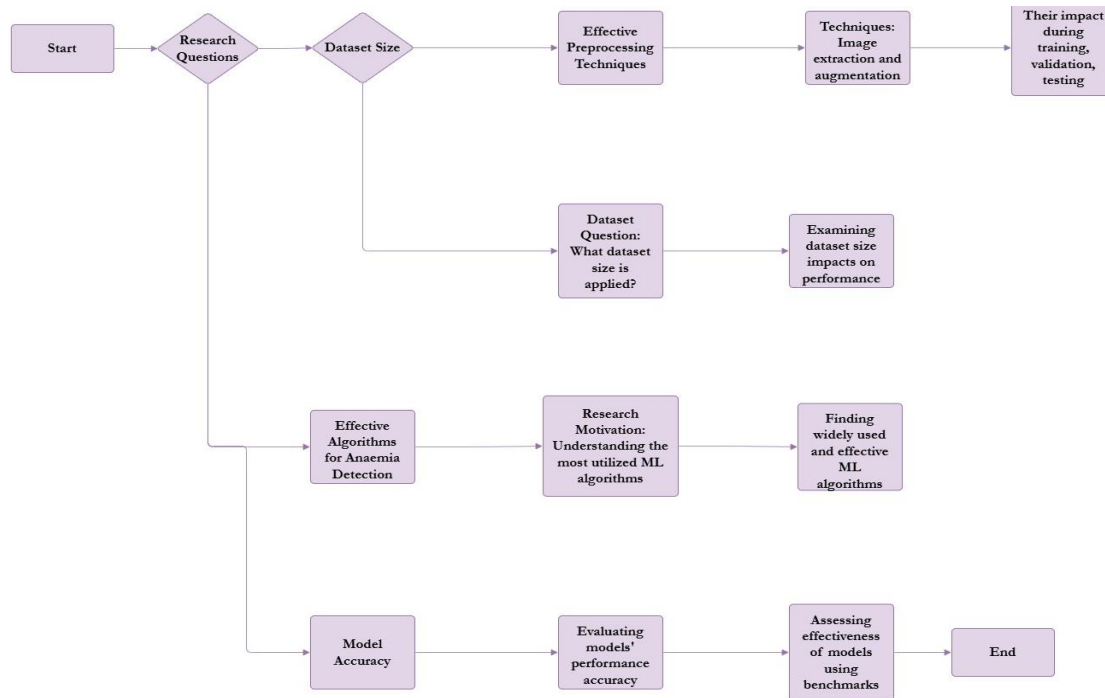 Start
Research
Questions
Dataset Size
Effective
Preprocessing
Techniques
Techniques:
Image
extraction and
augmentation
Their impact
during
training,
validation,
testing
Dataset
Question:
What dataset
size is
applied?
Examining
dataset size
impacts on
performance
Effective
Algorithms
for Anaemia
Detection
Research
Motivation:
Understanding the
most utilized ML
algorithms
Finding
widely used
and effective
ML
algorithms
Model
Accuracy
Evaluating
models'
performance
accuracy
Assessing
effectiveness
of models
using
benchmarks
End